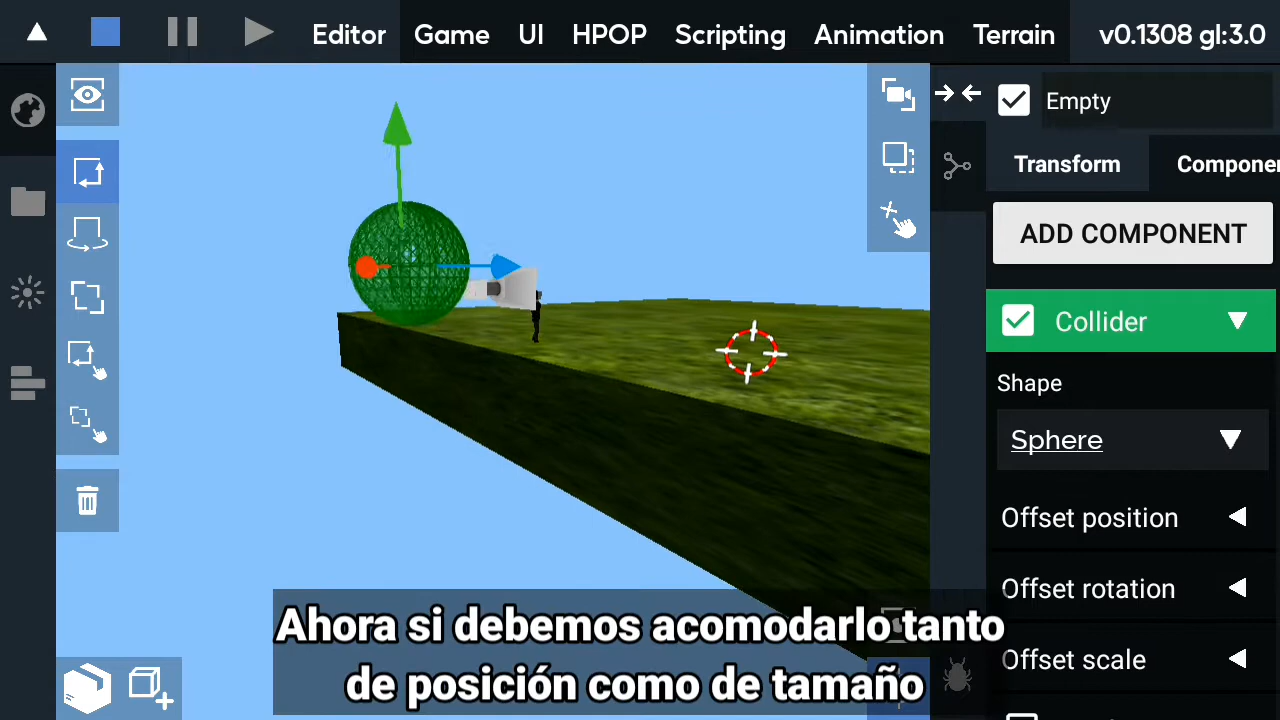 Editor Game UI HPOP Scripting Animation Terrain v0.1308 gl:3.0
Empty
Transform Componen
ADD COMPONENT
Collider
Shape
Sphere
Offset position
Offset rotation
Offset scale
Ahora si debemos acomodarlo tanto
de posición como de tamaño